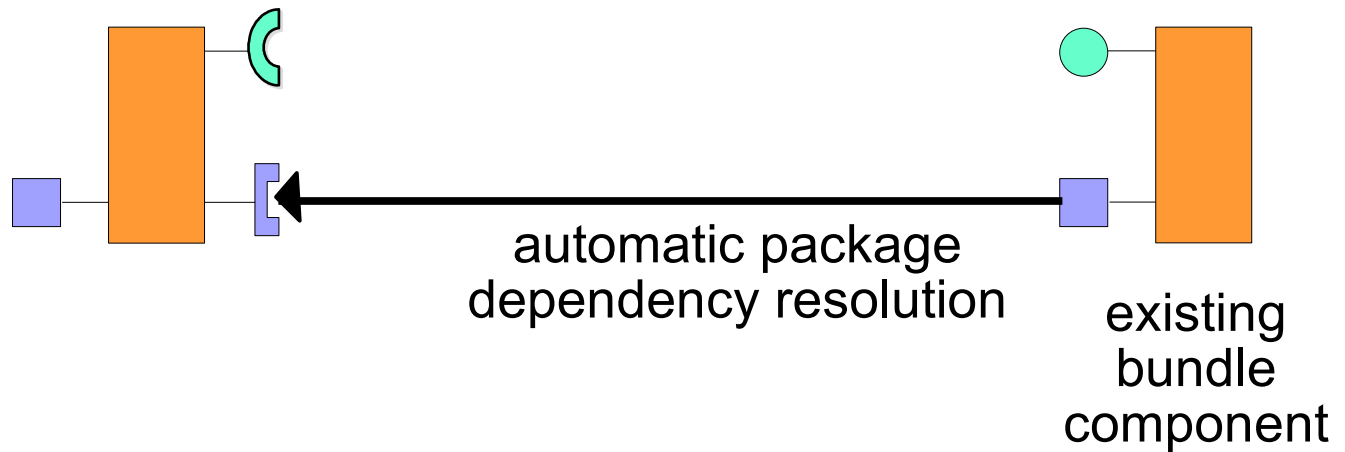 automatic package
dependency resolution
existing
bundle
component